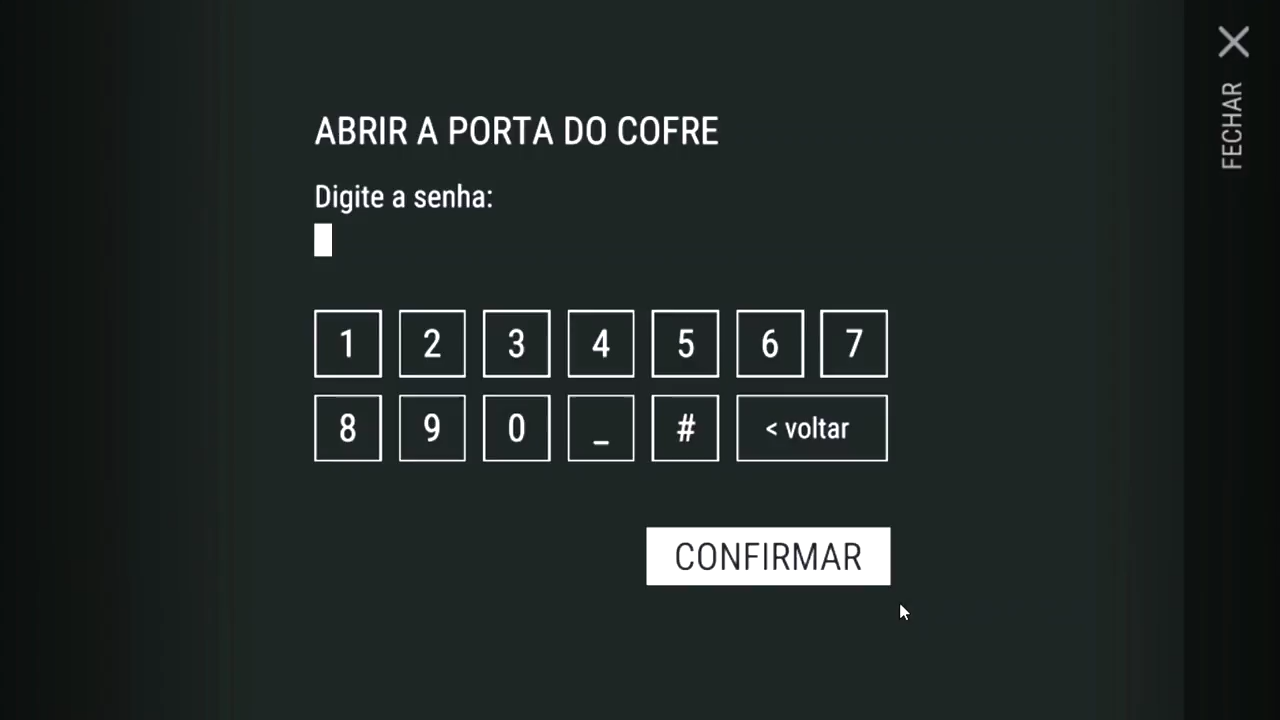 ABRIR A PORTA DO COFRE
Digite a senha:
1 2 3 4 5 6 7
8 9 0 _ # < voltar
CONFIRMAR
FECHAR